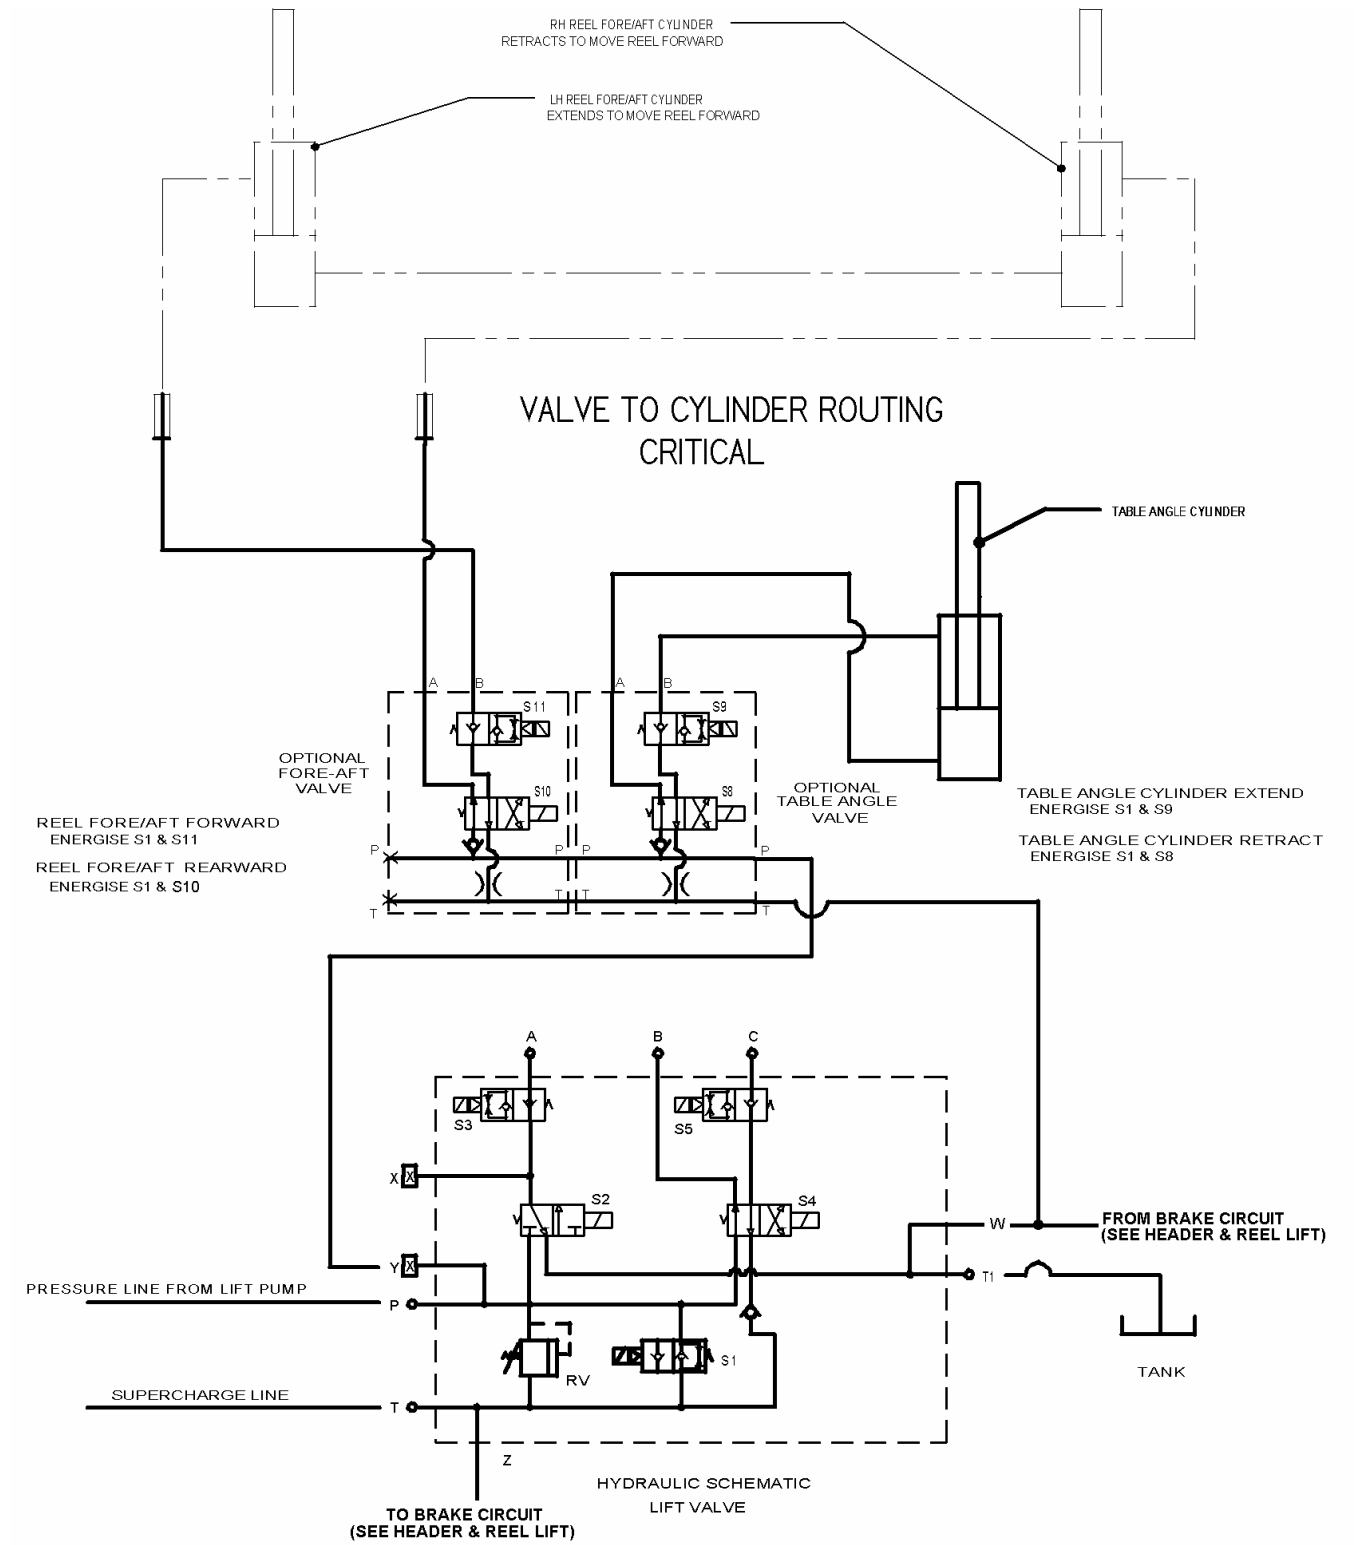 RH REEL FORE/AFT CYLINDER
RETRACTS TO MOVE REEL FORWARD
LH REEL FORE/AFT CYLINDER
EXTENDS TO MOVE REEL FORWARD
VALVE TO CYLINDER ROUTING
CRITICAL
TABLE ANGLE CYLINDER
A
B
A
B
S11
S9
OPTIONAL
FORE-AFT
VALVE
S10
S8
OPTIONAL
TABLE ANGLE
VALVE
TABLE ANGLE CYLINDER EXTEND
ENERGISE S1 & S9
TABLE ANGLE CYLINDER RETRACT
ENERGISE S1 & S8
REEL FORE/AFT FORWARD
ENERGISE S1 & S11
REEL FORE/AFT REARWARD
ENERGISE S1 & S10
P
P
P
P
T
T
T
T
A
B
C
S3
S5
X
X
S2
S4
W
FROM BRAKE CIRCUIT
(SEE HEADER & REEL LIFT)
Y
X
T1
PRESSURE LINE FROM LIFT PUMP
P
RV
S1
TANK
SUPERCHARGE LINE
T
Z
HYDRAULIC SCHEMATIC
LIFT VALVE
TO BRAKE CIRCUIT
(SEE HEADER & REEL LIFT)